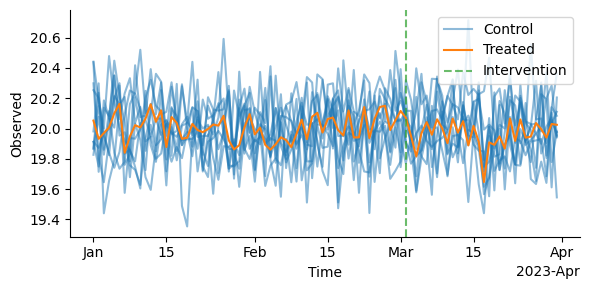 Control
Treated
Intervention
20.6
20.4
20.2
20.0
19.8
19.6
19.4
Observed
Jan
15
Feb
15
Mar
15
Apr
Time
2023-Apr